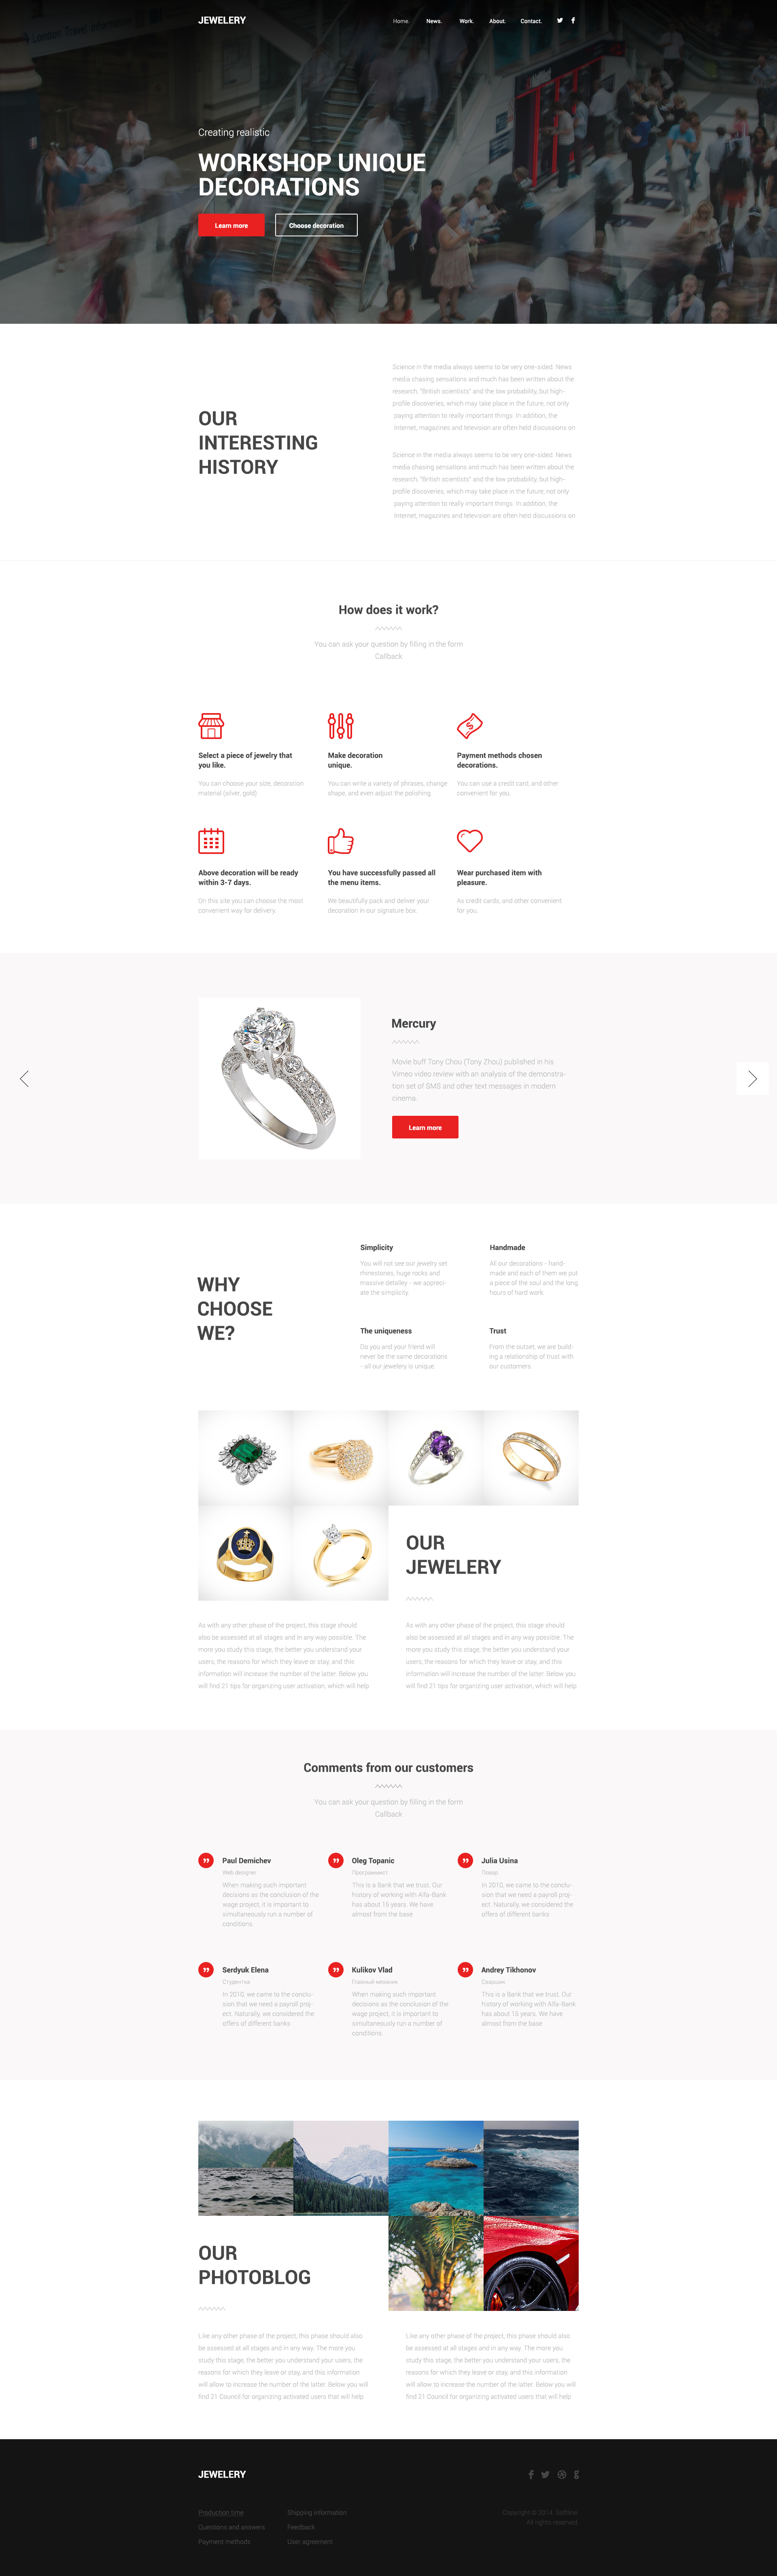 JEWELERY
Home. News. Work. About. Contact.
Creating realistic
WORKSHOP UNIQUE
DECORATIONS
Learn more
Choose decoration
OUR
INTERESTING
HISTORY
Science in the media always seems to be very one-sided. News
media chasing sensations and much has been written about the
research, "British scientists" and the low probability, but high-
profile discoveries, which may take place in the future, not only
paying attention to really important things. In addition, the
Internet, magazines and television are often held discussions on
Science in the media always seems to be very one-sided. News
media chasing sensations and much has been written about the
research, "British scientists" and the low probability, but high-
profile discoveries, which may take place in the future, not only
paying attention to really important things. In addition, the
Internet, magazines and television are often held discussions on
How does it work?
You can ask your question by filling in the form
Callback
Select a piece of jewelry that
you like.
You can choose your size, decoration
material (silver, gold)
Make decoration
unique.
You can write a variety of phrases, change
shape, and even adjust the polishing.
Payment methods chosen
decorations.
You can use a credit card, and other
convenient for you.
Above decoration will be ready
within 3-7 days.
On this site you can choose the most
convenient way for delivery.
You have successfully passed all
the menu items.
We beautifully pack and deliver your
decoration in our signature box.
Wear purchased item with
pleasure.
As credit cards, and other convenient
for you.
Mercury
Movie buff Tony Chou (Tony Zhou) published in his
Vimeo video review with an analysis of the demonstra-
tion set of SMS and other text messages in modern
cinema.
Learn more
WHY
CHOOSE
WE?
Simplicity
You will not see our jewelry set
rhinestones, huge rocks and
massive detailey - we appreci-
ate the simplicity.
Handmade
All our decorations - hand-
made and each of them we put
a piece of the soul and the long
hours of hard work.
The uniqueness
Do you and your friend will
never be the same decorations
- all our jewelery is unique.
Trust
From the outset, we are build-
ing a relationship of trust with
our customers.
OUR
JEWELERY
As with any other phase of the project, this stage should
also be assessed at all stages and in any way possible. The
more you study this stage, the better you understand your
users, the reasons for which they leave or stay, and this
information will increase the number of the latter. Below you
will find 21 tips for organizing user activation, which will help
As with any other phase of the project, this stage should
also be assessed at all stages and in any way possible. The
more you study this stage, the better you understand your
users, the reasons for which they leave or stay, and this
information will increase the number of the latter. Below you
will find 21 tips for organizing user activation, which will help
Comments from our customers
You can ask your question by filling in the form
Callback
Paul Demichev
Web-designer
When making such important
decisions as the conclusion of the
wage project, it is important to
simultaneously run a number of
conditions.
Oleg Topanic
Программист
This is a Bank that we trust. Our
history of working with Alfa-Bank
has about 15 years. We have
almost from the base
Julia Usina
Повар
In 2010, we came to the conclu-
sion that we need a payroll proj-
ect. Naturally, we considered the
offers of different banks
Serdyuk Elena
Студентка
In 2010, we came to the conclu-
sion that we need a payroll proj-
ect. Naturally, we considered the
offers of different banks
Kulikov Vlad
Главный механик
When making such important
decisions as the conclusion of the
wage project, it is important to
simultaneously run a number of
conditions.
Andrey Tikhonov
Сварщик
This is a Bank that we trust. Our
history of working with Alfa-Bank
has about 15 years. We have
almost from the base
OUR
PHOTOBLOG
Like any other phase of the project, this phase should also
be assessed at all stages and in any way. The more you
study this stage, the better you understand your users, the
reasons for which they leave or stay, and this information
will allow to increase the number of the latter. Below you will
find 21 Council for organizing activated users that will help
Like any other phase of the project, this phase should also
be assessed at all stages and in any way. The more you
study this stage, the better you understand your users, the
reasons for which they leave or stay, and this information
will allow to increase the number of the latter. Below you will
find 21 Council for organizing activated users that will help
JEWELERY
Production time
Questions and answers
Payment methods
Shipping information
Feedback
User agreement
Copyright © 2014.
All rights reserved.